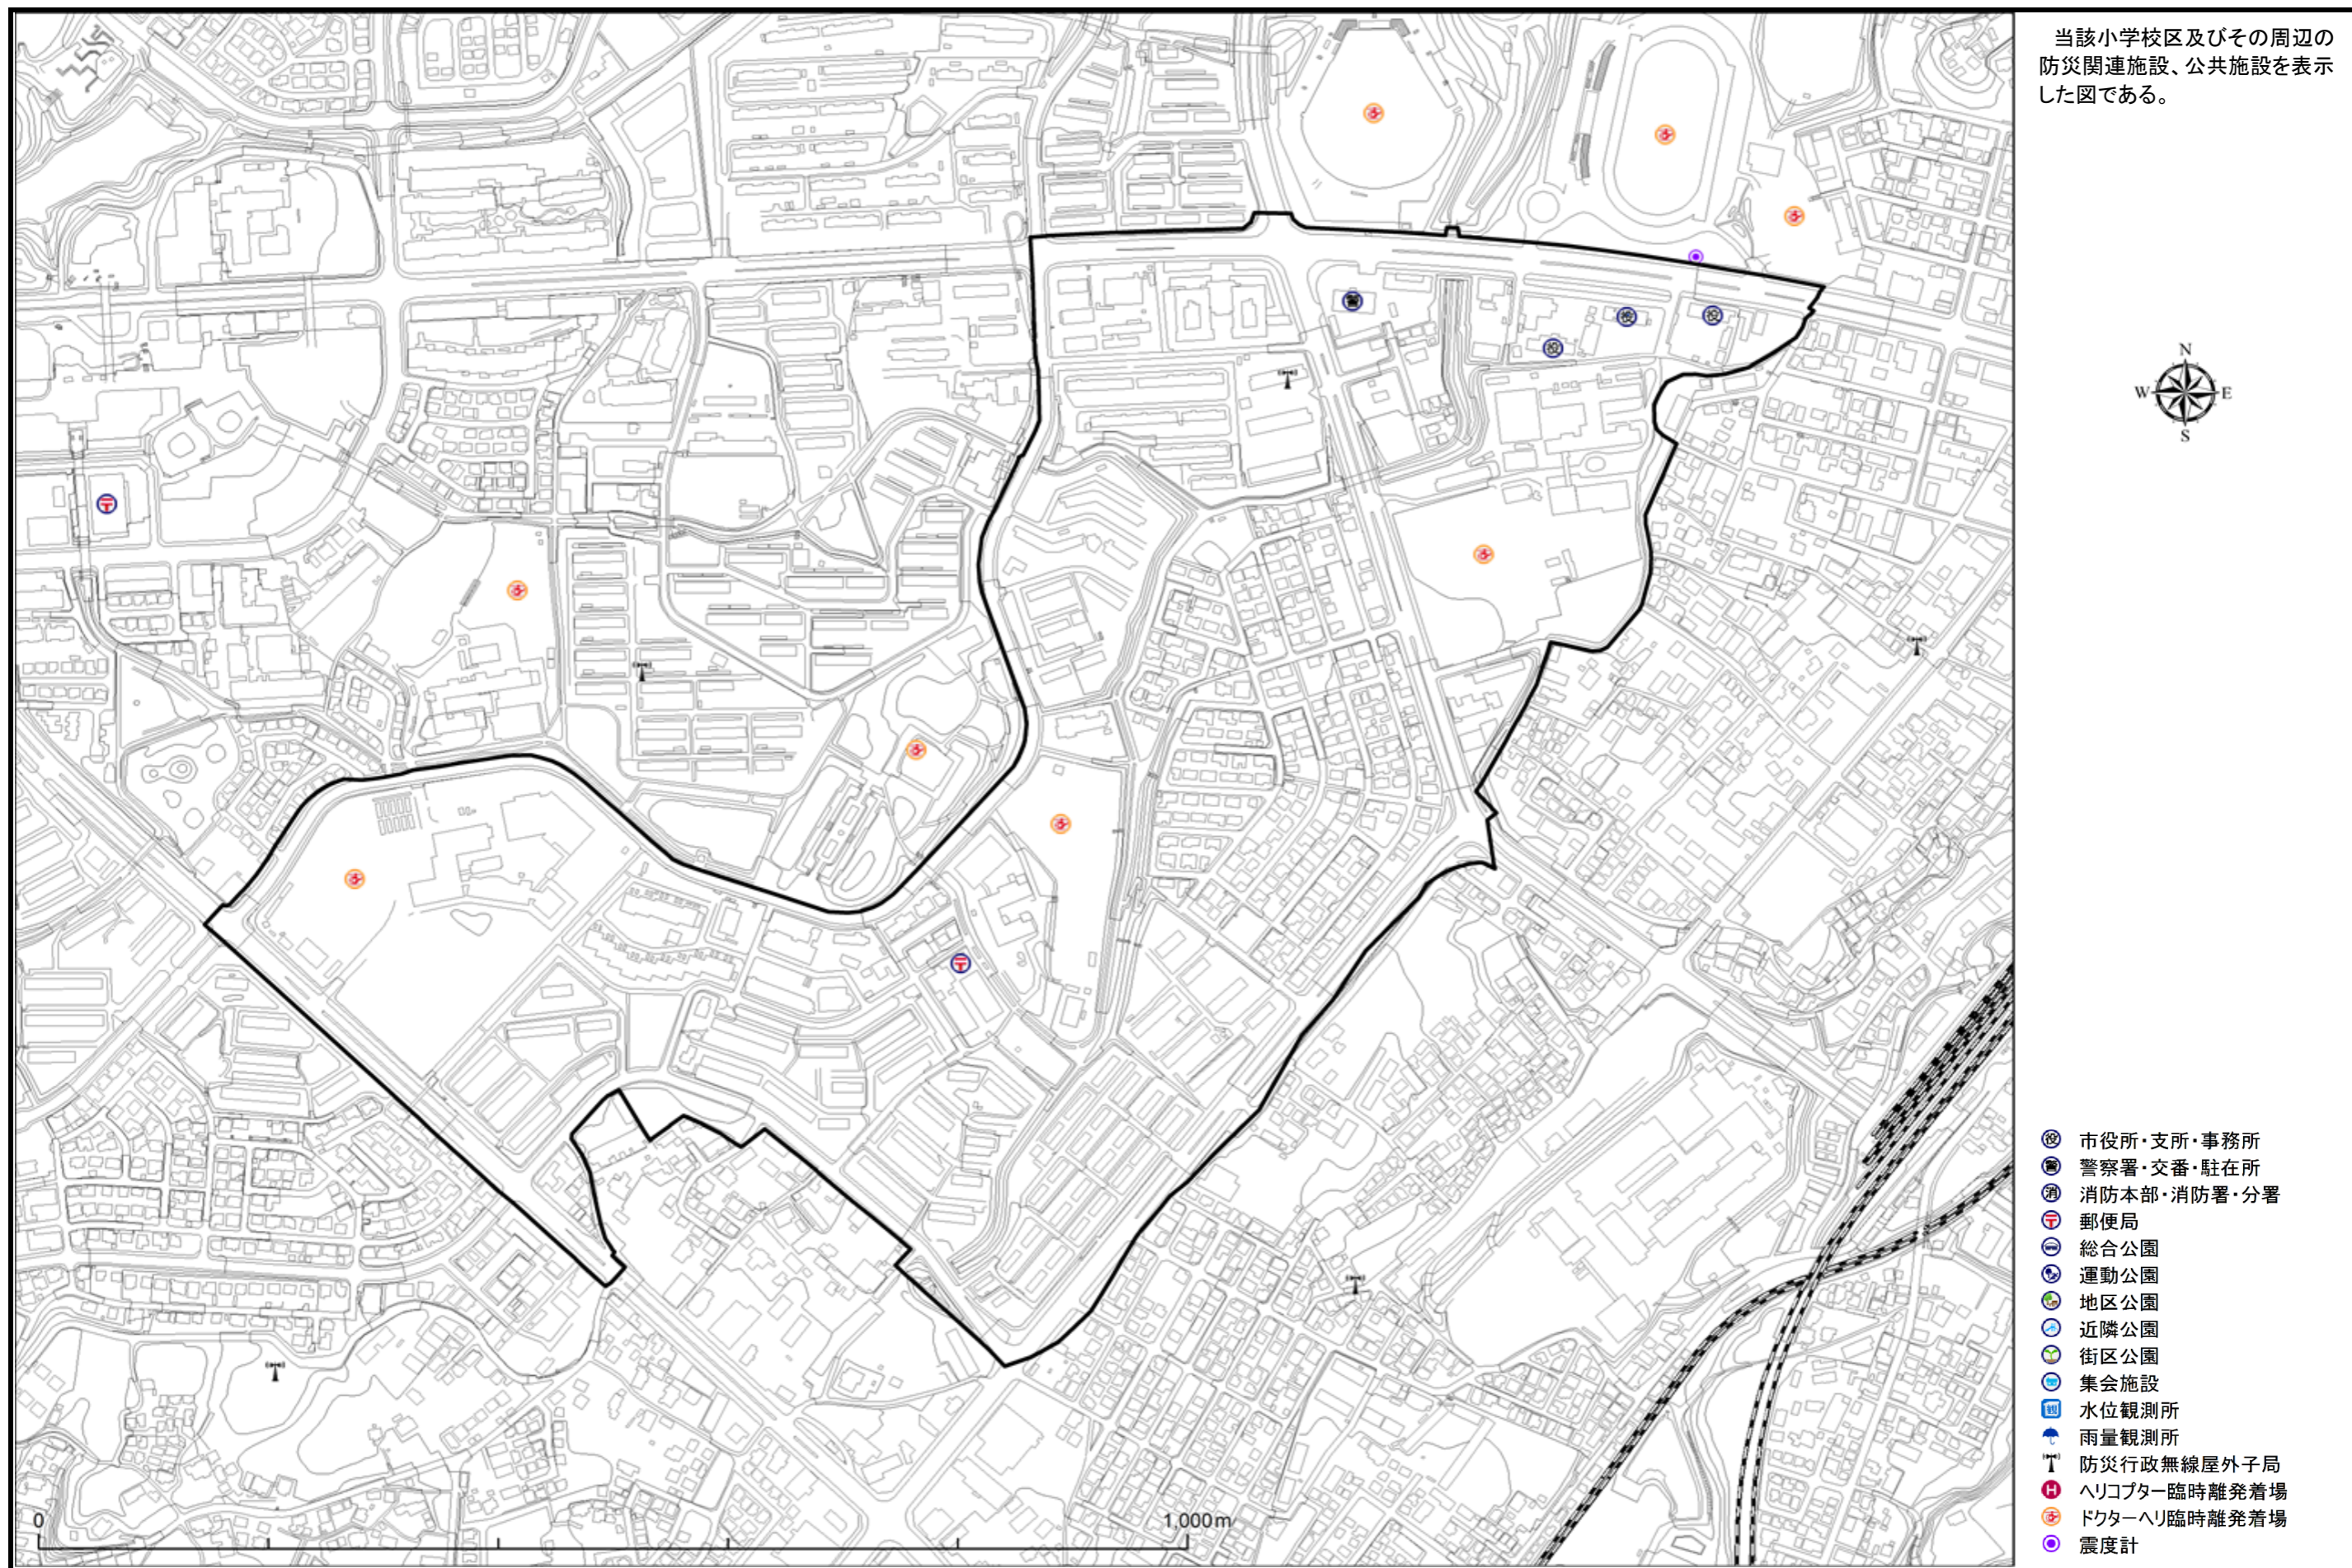 当該小学校区及びその周辺の
防災関連施設、公共施設を表示
した図である。
N
W E
S
市役所・支所・事務所
警察署・交番・駐在所
消防本部・消防署・分署
郵便局
総合公園
運動公園
地区公園
近隣公園
街区公園
集会施設
水位観測所
雨量観測所
防災行政無線屋外子局
ヘリコプター臨時離発着場
ドクターヘリ臨時離発着場
震度計
0 1,000m